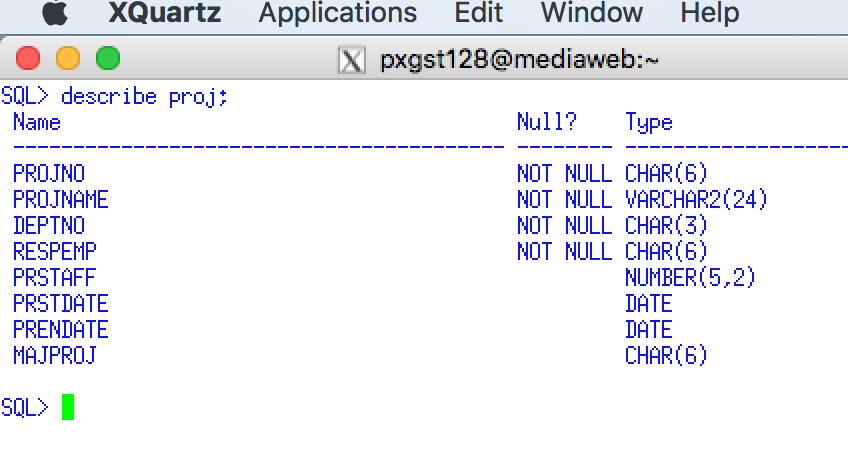 XQuartz Applications Edit Window Help
X pxgst128@mediaweb:~
SQL> describe proj;
Name Null? Type
----------------------------------------- -------- -------------------
PROJNO NOT NULL CHAR(6)
PROJNAME NOT NULL VARCHAR2(24)
DEPTNO NOT NULL CHAR(3)
RESPEMP NOT NULL CHAR(6)
PRSTAFF NUMBER(5,2)
PRSTDATE DATE
PRENDATE DATE
MAJPROJ CHAR(6)
SQL>